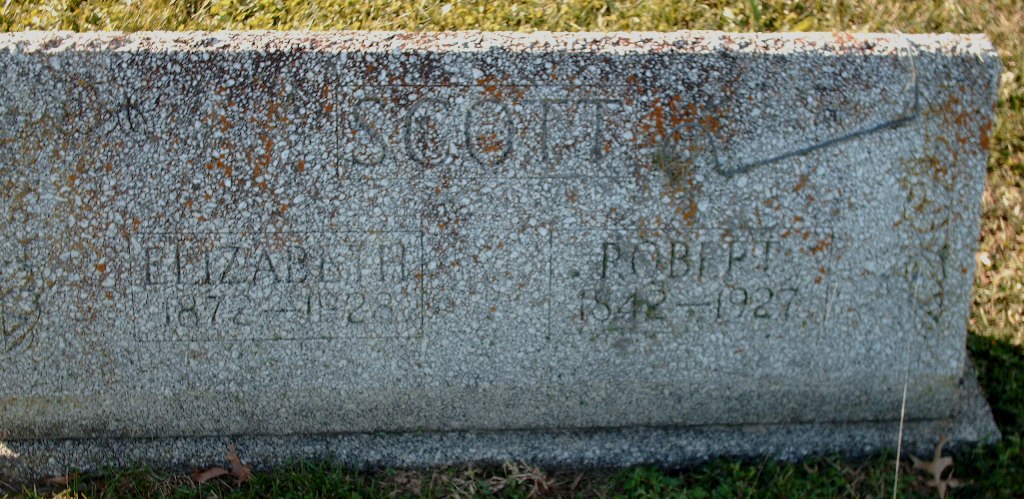 SCOTT
ELIZABETH
1872—1928
ROBERT
1842—1927